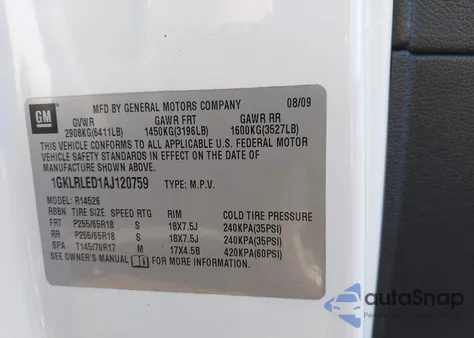 GM
MFD BY GENERAL MOTORS COMPANY 08/09
GVWR GAWR FRT GAWR RR
2908KG(6411LB) 1450KG(3196LB) 1600KG(3527LB)
THIS VEHICLE CONFORMS TO ALL APPLICABLE U.S. FEDERAL MOTOR
VEHICLE SAFETY STANDARDS IN EFFECT ON THE DATE OF
MANUFACTURE SHOWN ABOVE.
1GKLRLED1AJ120759 TYPE: M.P.V.
MODEL: R14526
RBBN TIRE SIZE SPEED RTG RIM COLD TIRE PRESSURE
FRT P255/65R18 S 18X7.5J 240KPA(35PSI)
RR P255/65R18 S 18X7.5J 240KPA(35PSI)
SPA T145/70R17 M 17X4.5B 420KPA(60PSI)
SEE OWNER'S MANUAL FOR MORE INFORMATION
autoSnap